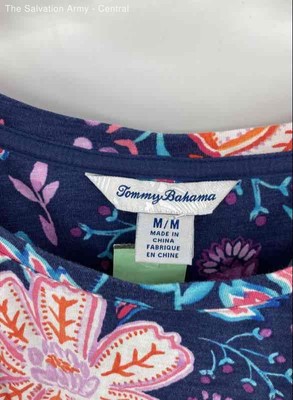 The Salvation Army - Central
Tommy Bahama
M/M
MADE IN
CHINA
FABRIQUE
EN CHINE